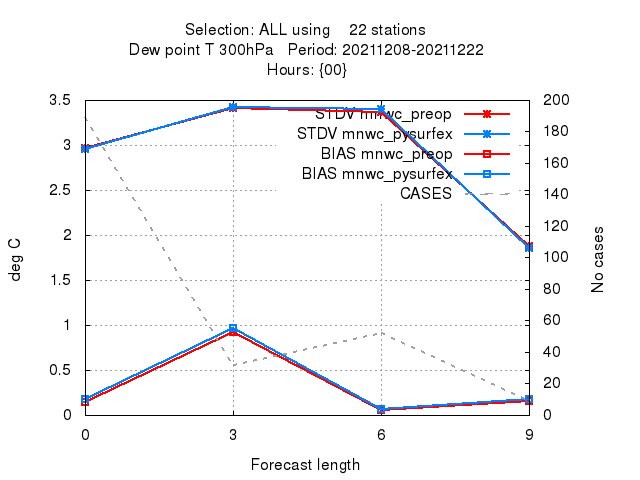 Selection: ALL using    22 stations
Dew point T 300hPa   Period: 20211208-20211222
Hours: {00}
3.5
3
2.5
2
1.5
1
0.5
0
200
180
160
140
120
100
80
60
40
20
0
STDV mnwc_preop
STDV mnwc_pysurfex
BIAS mnwc_preop
BIAS mnwc_pysurfex
CASES
deg C
No cases
0
3
6
9
Forecast length